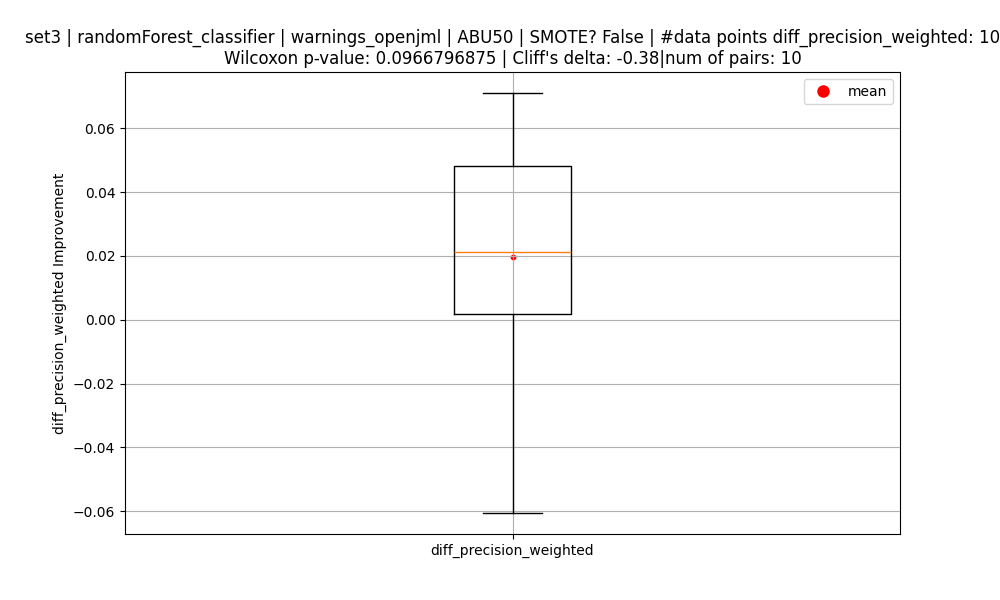 set3 | randomForest_classifier | warnings_openjml | ABU50 | SMOTE? False | #data points diff_precision_weighted: 10
Wilcoxon p-value: 0.0966796875 | Cliff's delta: -0.38|num of pairs: 10
mean
diff_precision_weighted Improvement
0.06
0.04
0.02
0.00
−0.02
−0.04
−0.06
diff_precision_weighted